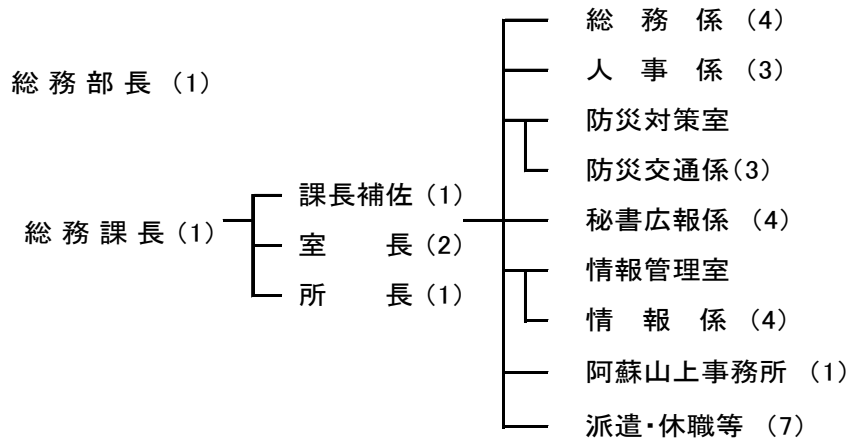 総務部長 (1)
総務課長 (1)
課長補佐 (1)
室　長 (2)
所　長 (1)
総　務　係 (4)
人　事　係 (3)
防災対策室
防災交通係(3)
秘書広報係 (4)
情報管理室
情　報　係 (4)
阿蘇山上事務所 (1)
派遣・休職等 (7)